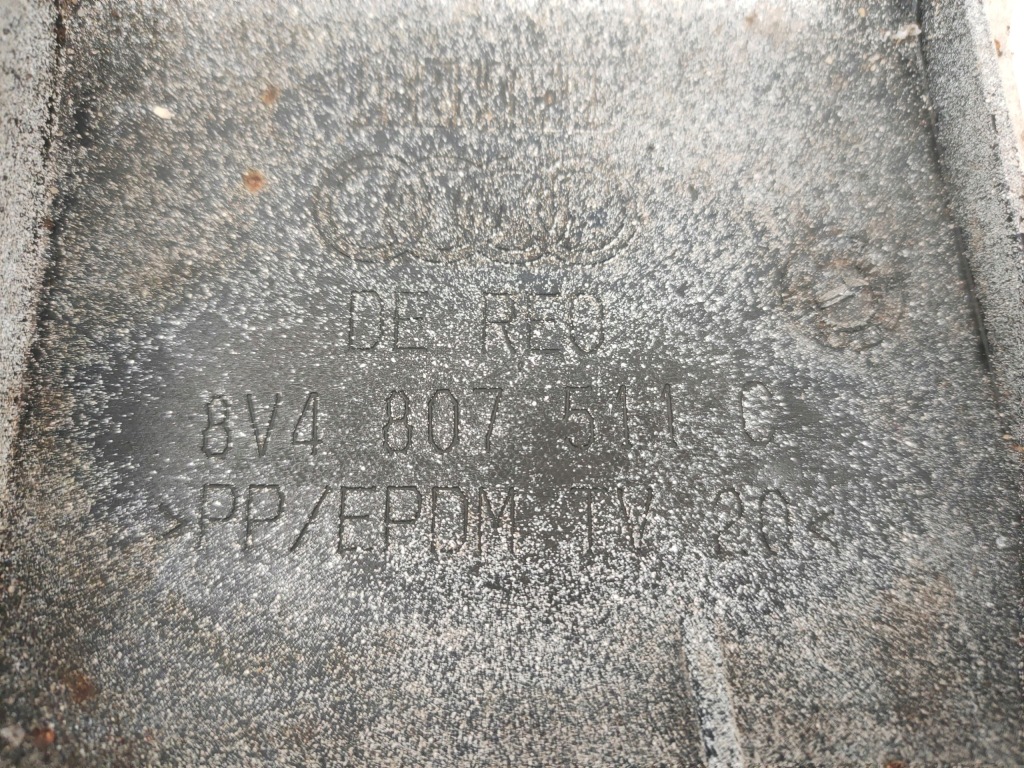 DE REO
8V4 807 511 C
>PP/EPDM TV 20<